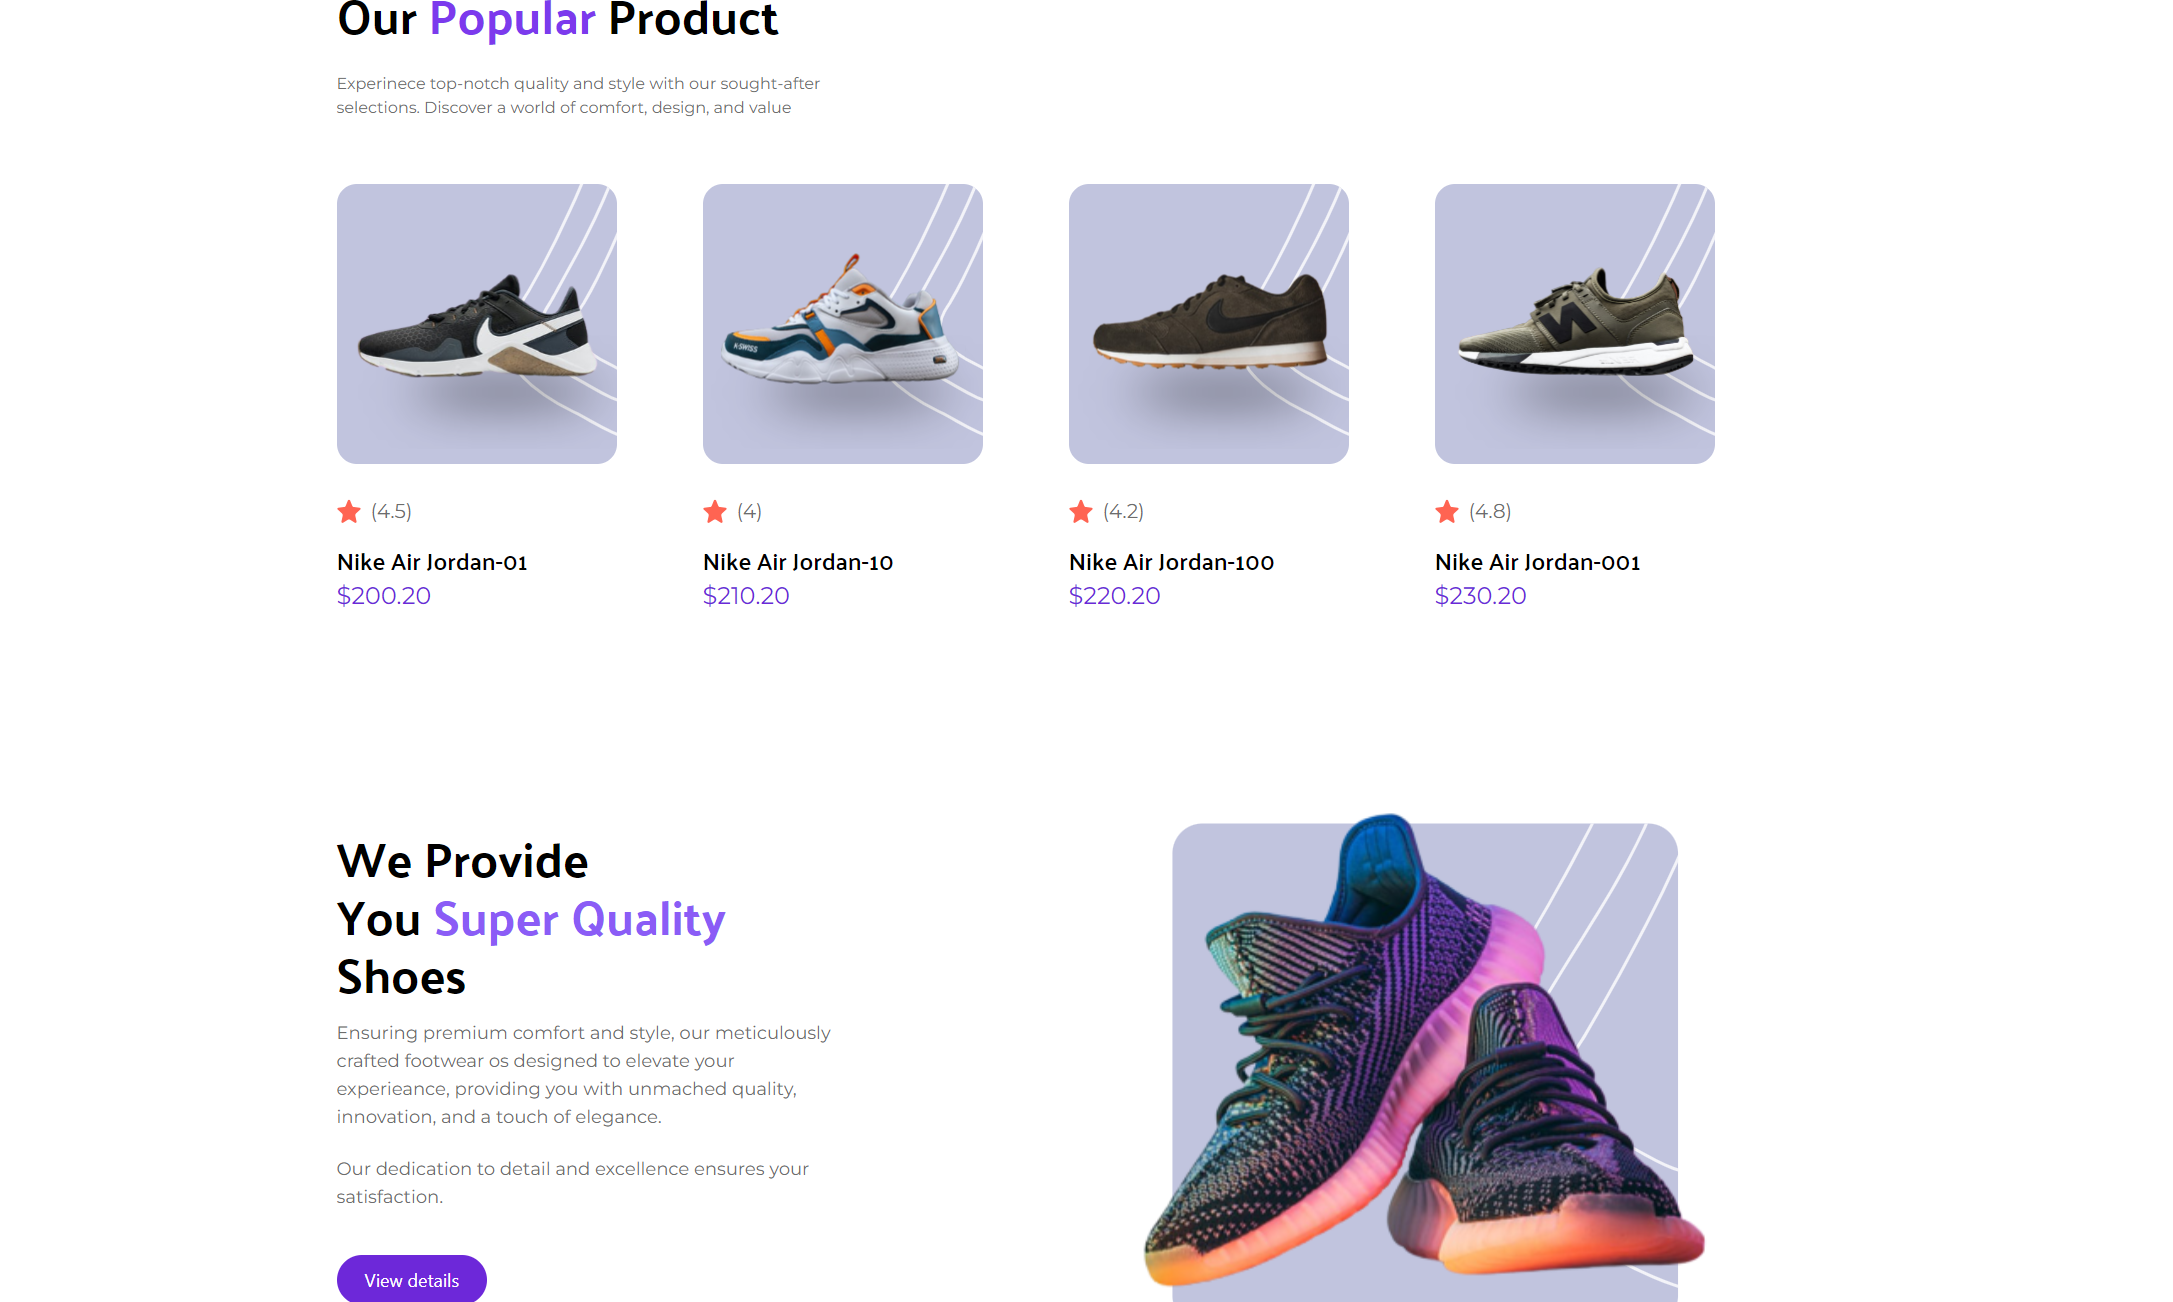 Our Popular Product
Experinece top-notch quality and style with our sought-after
selections. Discover a world of comfort, design, and value
K-SWISS
(4.5)
(4)
(4.2)
(4.8)
Nike Air Jordan-01
Nike Air Jordan-10
Nike Air Jordan-100
Nike Air Jordan-001
$200.20
$210.20
$220.20
$230.20
We Provide
You Super Quality
Shoes
Ensuring premium comfort and style, our meticulously
crafted footwear os designed to elevate your
experieance, providing you with unmached quality,
innovation, and a touch of elegance.
Our dedication to detail and excellence ensures your
satisfaction.
View details